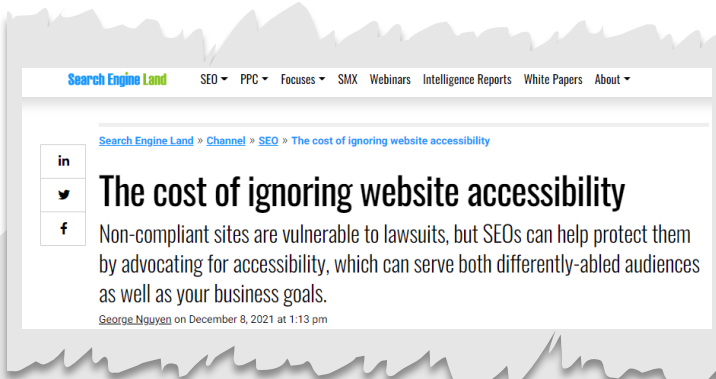 Search Engine Land SEO PPC Focuses SMX Webinars Intelligence Reports White Papers About
Search Engine Land » Channel » SEO » The cost of ignoring website accessibility
in
f
The cost of ignoring website accessibility
Non-compliant sites are vulnerable to lawsuits, but SEOs can help protect them
by advocating for accessibility, which can serve both differently-abled audiences
as well as your business goals.
George Nguyen on December 8, 2021 at 1:13 pm